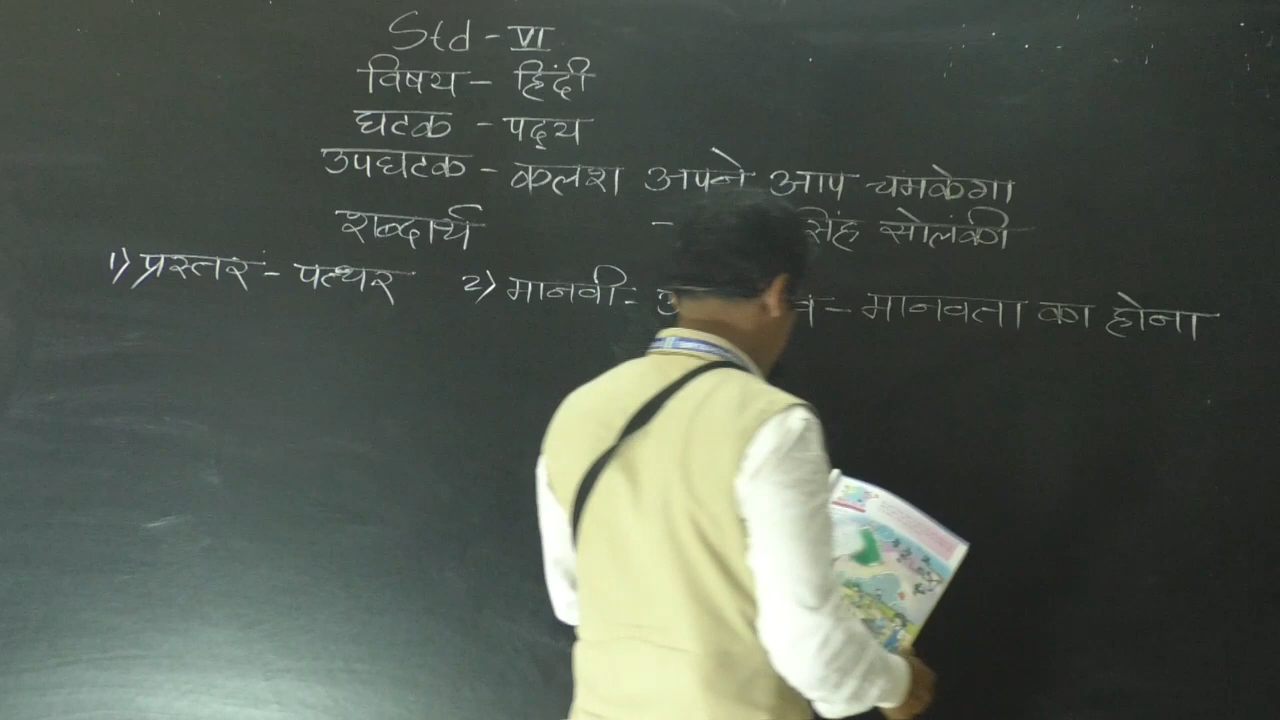 Std - VI
विषय - हिंदी
घटक - पद्य
उपघटक - कलश अपने आप चमकेगा
शब्दार्थ - सिंह सोलंकी
1) प्रस्तर - पत्थर 2) मानवी - मानवता का होना